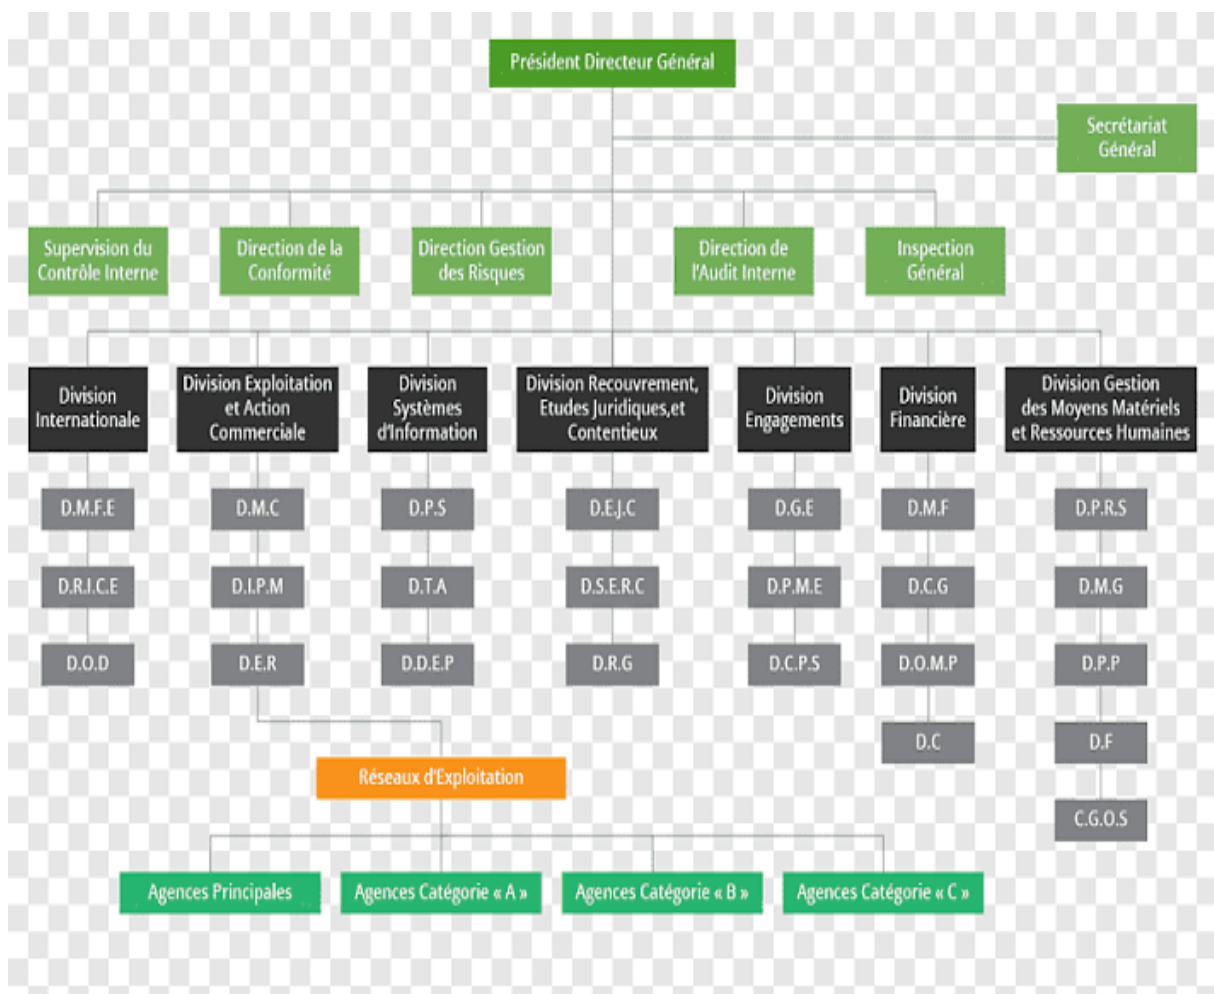 Président Directeur Général
Secrétariat
Général
Supervision du
Contrôle Interne
Direction de la
Conformité
Direction Gestion
des Risques
Direction de
l'Audit Interne
Inspection
Général
Division
Internationale
Division Exploitation
et Action
Commerciale
Division
Systèmes
d'Information
Division Recouvrement,
Etudes Juridiques,et
Contentieux
Division
Engagements
Division
Financière
Division Gestion
des Moyens Matériels
et Ressources Humaines
D.M.F.E
D.M.C
D.P.S
D.E.J.C
D.G.E
D.M.F
D.P.R.S
D.R.I.C.E
D.I.P.M
D.T.A
D.S.E.R.C
D.P.M.E
D.C.G
D.M.G
D.O.D
D.E.R
D.D.E.P
D.R.G
D.C.P.S
D.O.M.P
D.P.P
D.C
D.F
Réseaux d'Exploitation
C.G.O.S
Agences Principales
Agences Catégorie « A »
Agences Catégorie « B »
Agences Catégorie « C »